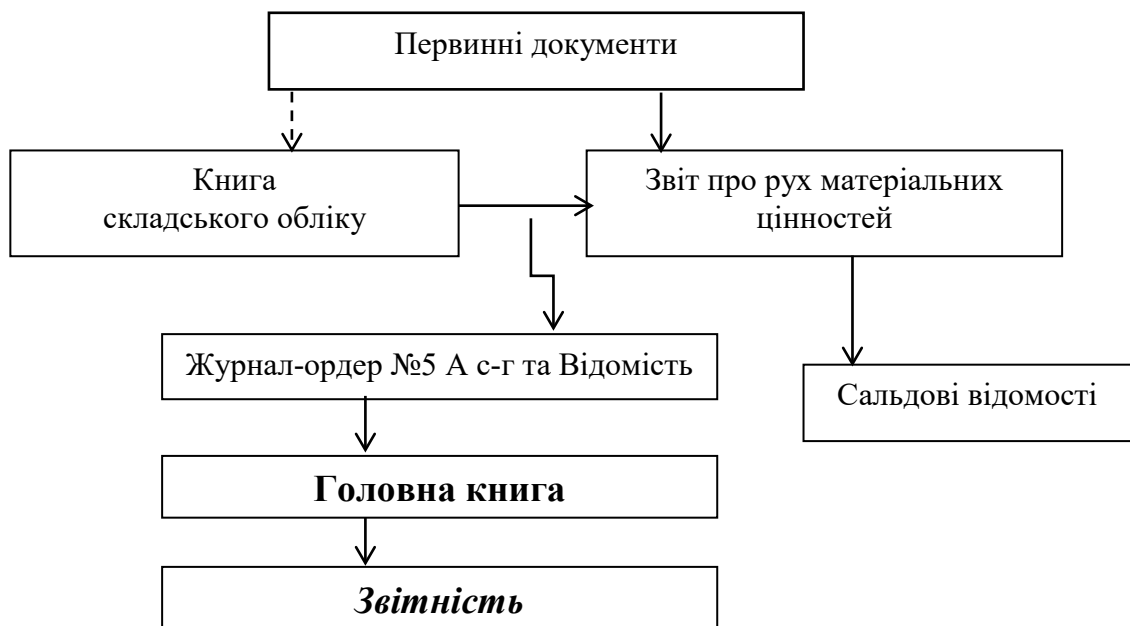 Первинні документи
Книга
складського обліку
Звіт про рух матеріальних
цінностей
Журнал-ордер №5 А с-г та Відомість
Сальдові відомості
Головна книга
Звітність